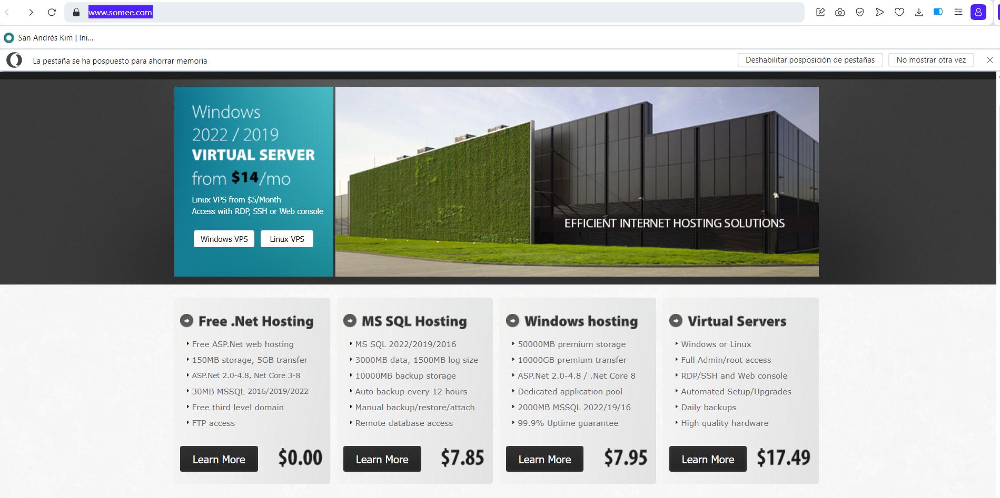 www.somee.com
San Andrés Kim | Ini...
La pestaña se ha pospuesto para ahorrar memoria
Deshabilitar posposición de pestañas
No mostrar otra vez
Windows
2022 / 2019
VIRTUAL SERVER
from $14/mo
Linux VPS from $5/Month
Access with RDP, SSH or Web console
Windows VPS
Linux VPS
EFFICIENT INTERNET HOSTING SOLUTIONS
Free .Net Hosting
Free ASP.Net web hosting
150MB storage, 5GB transfer
ASP.Net 2.0-4.8, Net Core 3-8
30MB MSSQL 2016/2019/2022
Free third level domain
FTP access
Learn More
$0.00
MS SQL Hosting
MS SQL 2022/2019/2016
3000MB data, 1500MB log size
10000MB backup storage
Auto backup every 12 hours
Manual backup/restore/attach
Remote database access
Learn More
$7.85
Windows hosting
50000MB premium storage
10000GB premium transfer
ASP.Net 2.0-4.8 / .Net Core 8
Dedicated application pool
2000MB MSSQL 2022/19/16
99.9% Uptime guarantee
Learn More
$7.95
Virtual Servers
Windows or Linux
Full Admin/root access
RDP/SSH and Web console
Automated Setup/Upgrades
Daily backups
High quality hardware
Learn More
$17.49